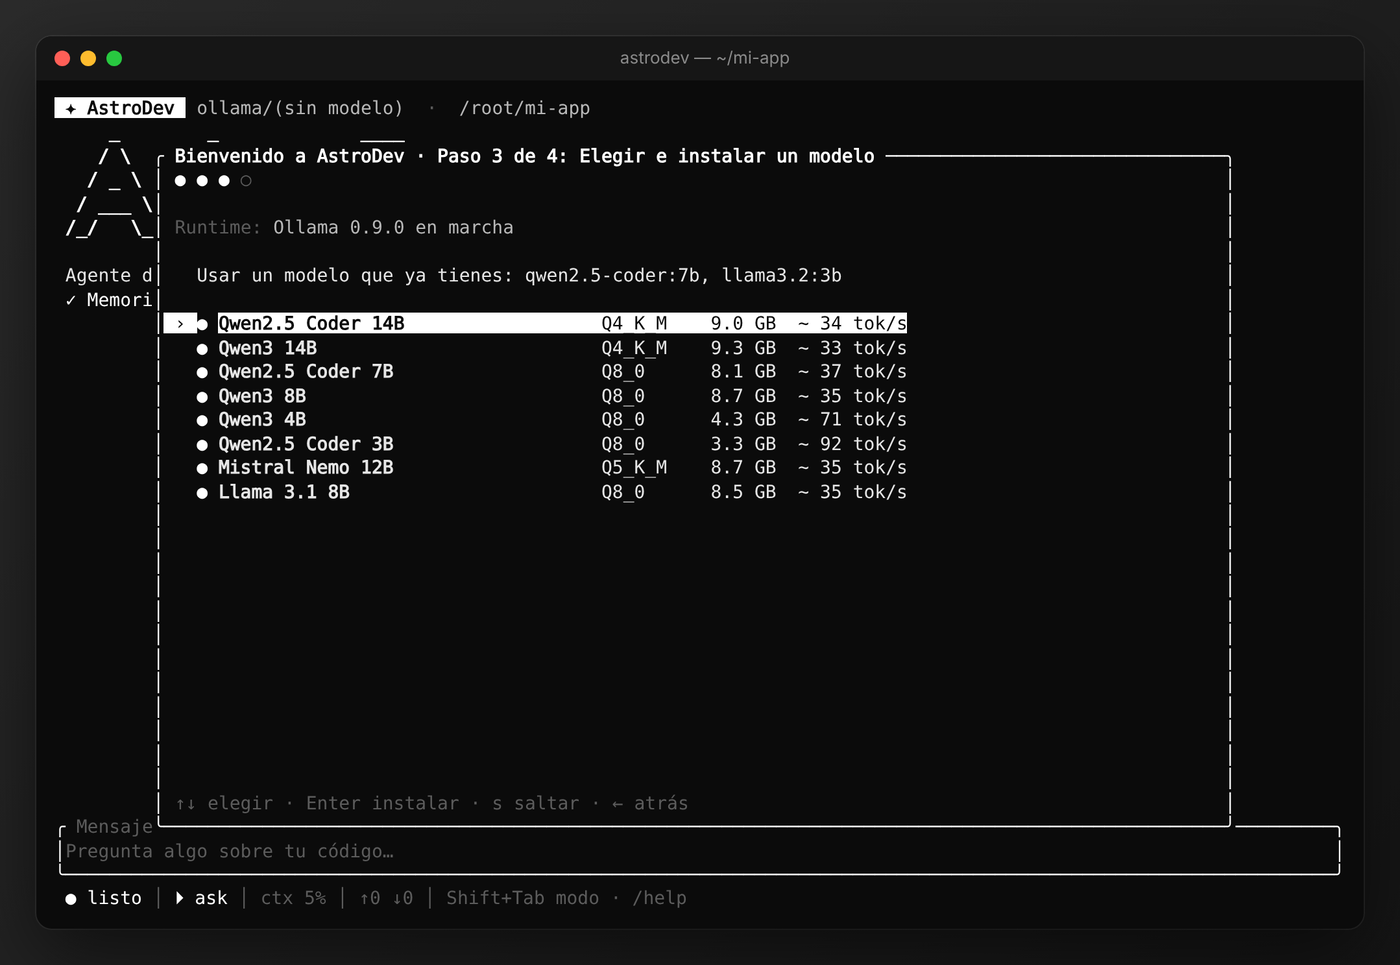 astrodev — ~/mi-app
✦ AstroDev ollama/(sin modelo) · /root/mi-app
Bienvenido a AstroDev · Paso 3 de 4: Elegir e instalar un modelo
● ● ● ○
Runtime: Ollama 0.9.0 en marcha
Agente d
Usar un modelo que ya tienes: qwen2.5-coder:7b, llama3.2:3b
✓ Memori
› ● Qwen2.5 Coder 14B Q4_K_M 9.0 GB ~ 34 tok/s
● Qwen3 14B Q4_K_M 9.3 GB ~ 33 tok/s
● Qwen2.5 Coder 7B Q8_0 8.1 GB ~ 37 tok/s
● Qwen3 8B Q8_0 8.7 GB ~ 35 tok/s
● Qwen3 4B Q8_0 4.3 GB ~ 71 tok/s
● Qwen2.5 Coder 3B Q8_0 3.3 GB ~ 92 tok/s
● Mistral Nemo 12B Q5_K_M 8.7 GB ~ 35 tok/s
● Llama 3.1 8B Q8_0 8.5 GB ~ 35 tok/s
↑↓ elegir · Enter instalar · s saltar · ← atrás
Mensaje
Pregunta algo sobre tu código…
● listo │ ⏵ ask │ ctx 5% │ ↑0 ↓0 │ Shift+Tab modo · /help